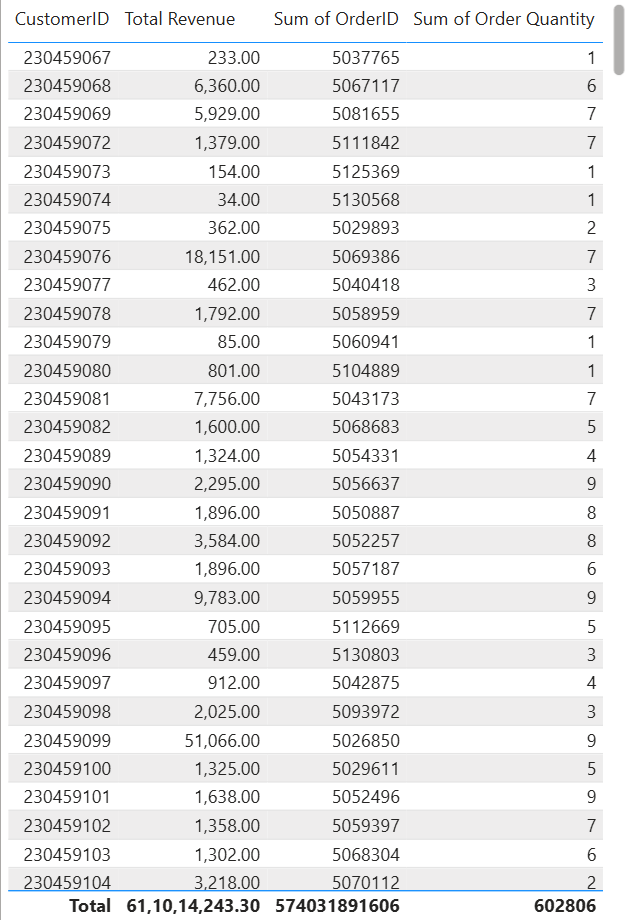 CustomerID Total Revenue Sum of OrderID Sum of Order Quantity
230459067 233.00 5037765 1
230459068 6,360.00 5067117 6
230459069 5,929.00 5081655 7
230459072 1,379.00 5111842 7
230459073 154.00 5125369 1
230459074 34.00 5130568 1
230459075 362.00 5029893 2
230459076 18,151.00 5069386 7
230459077 462.00 5040418 3
230459078 1,792.00 5058959 7
230459079 85.00 5060941 1
230459080 801.00 5104889 1
230459081 7,756.00 5043173 7
230459082 1,600.00 5068683 5
230459089 1,324.00 5054331 4
230459090 2,295.00 5056637 9
230459091 1,896.00 5050887 8
230459092 3,584.00 5052257 8
230459093 1,896.00 5057187 6
230459094 9,783.00 5059955 9
230459095 705.00 5112669 5
230459096 459.00 5130803 3
230459097 912.00 5042875 4
230459098 2,025.00 5093972 3
230459099 51,066.00 5026850 9
230459100 1,325.00 5029611 5
230459101 1,638.00 5052496 9
230459102 1,358.00 5059397 7
230459103 1,302.00 5068304 6
230459104 3,218.00 5070112 2
Total 61,10,14,243.30 574031891606 602806